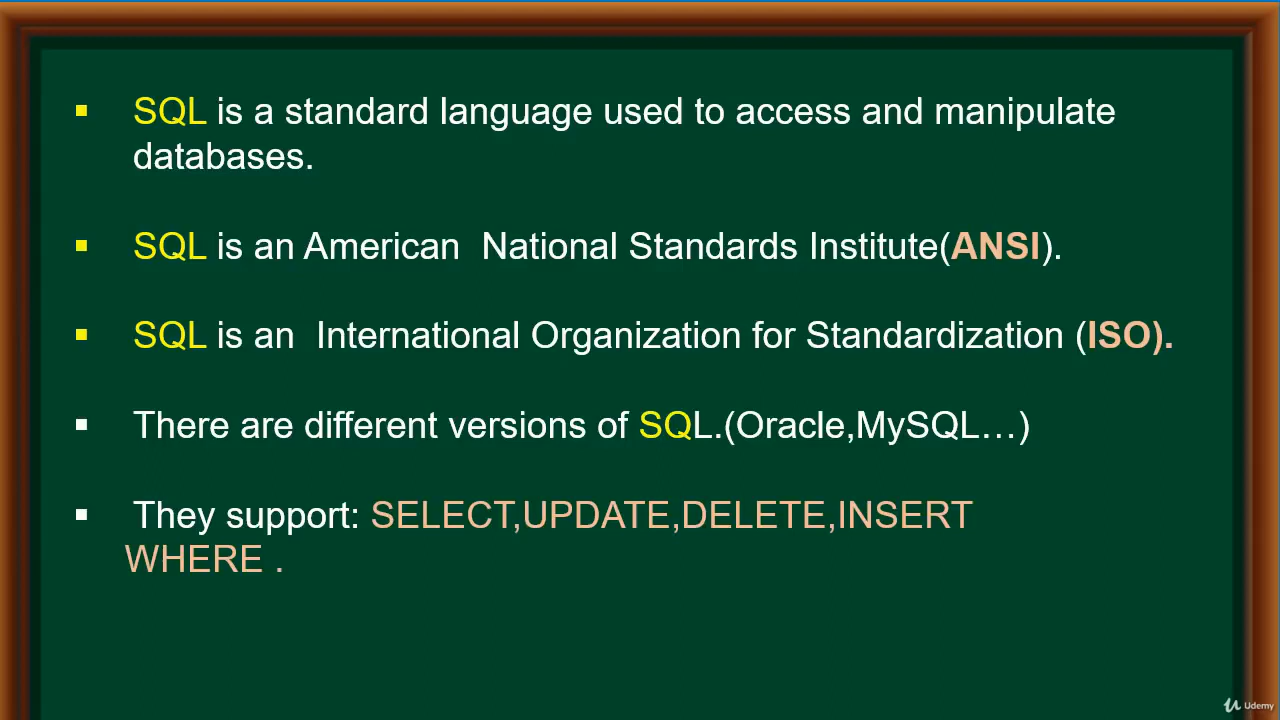 SQL is a standard language used to access and manipulate
databases.
SQL is an American  National Standards Institute(ANSI).
SQL is an  International Organization for Standardization (ISO).
There are different versions of SQL.(Oracle,MySQL…)
They support: SELECT,UPDATE,DELETE,INSERT
WHERE .
Udemy